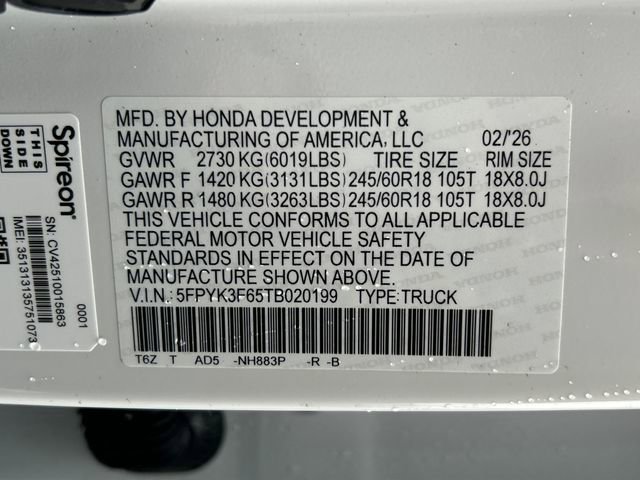 MFD. BY HONDA DEVELOPMENT &
MANUFACTURING OF AMERICA, LLC 02/'26
GVWR 2730 KG(6019LBS) TIRE SIZE RIM SIZE
GAWR F 1420 KG(3131LBS) 245/60R18 105T 18X8.0J
GAWR R 1480 KG(3263LBS) 245/60R18 105T 18X8.0J
THIS VEHICLE CONFORMS TO ALL APPLICABLE
FEDERAL MOTOR VEHICLE SAFETY
STANDARDS IN EFFECT ON THE DATE OF
MANUFACTURE SHOWN ABOVE.
V.I.N.: 5FPYK3F65TB020199 TYPE:TRUCK
T6Z T AD5 -NH883P -R -B
THIS
SIDE
DOWN
Spireon
SN: CV42510015863 0001
IMEI: 351313135751073